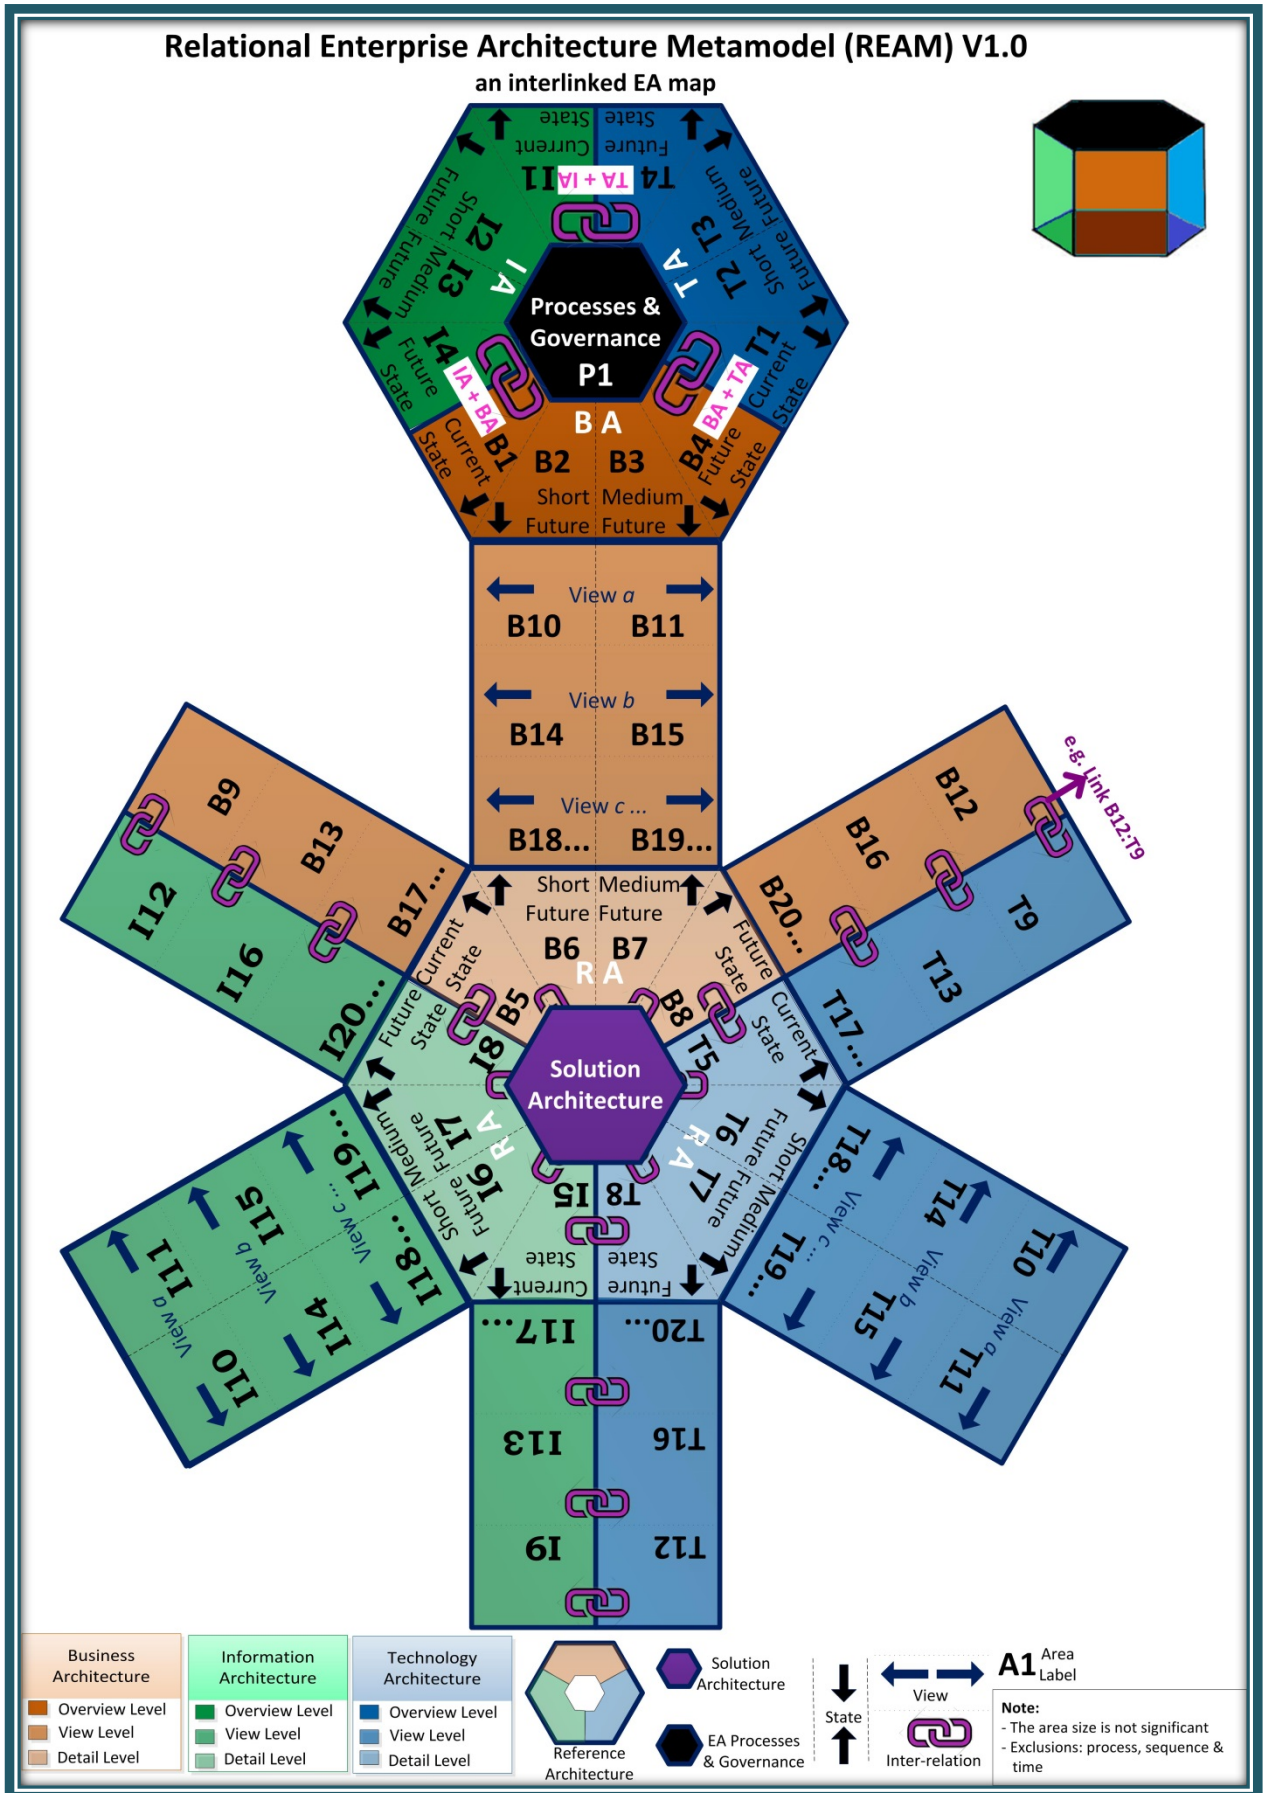 Relational Enterprise Architecture Metamodel (REAM) V1.0
an interlinked EA map
Current State
I1
Future State
T4
TA + IA
Short Future
I2
Medium Future
I3
I A
Medium Future
T3
Short Future
T2
T A
Processes &
Governance
P1
I4
Future State
IA + BA
T1
Current State
BA + TA
B A
B1
Current State
B2
Short
Future
B3
Medium
Future
B4
Future State
View a
B10
B11
View b
B14
B15
View c ...
B18...
B19...
B9
B13
B17...
I12
I16
I20...
B12
B16
B20...
T9
T13
T17...
e.g. Link B12:T9
Short
Future
B6
Medium
Future
B7
R A
Current State
B5
Future State
B8
Future State
I8
Current State
T5
Solution
Architecture
Medium Future
I7
Short Future
I6
R A
Short Future
T6
Medium Future
T7
R A
I5
Current State
T8
Future State
I19...
I18...
View c ...
I15
I14
View b
I11
I10
View a
T18...
T19...
View c ...
T14
T15
View b
T10
T11
View a
I17...
T20...
I13
T16
I9
T12
Business
Architecture
Overview Level
View Level
Detail Level
Information
Architecture
Overview Level
View Level
Detail Level
Technology
Architecture
Overview Level
View Level
Detail Level
Reference
Architecture
Solution
Architecture
EA Processes
& Governance
State
View
Inter-relation
A1 Area
Label
Note:
- The area size is not significant
- Exclusions: process, sequence &
time